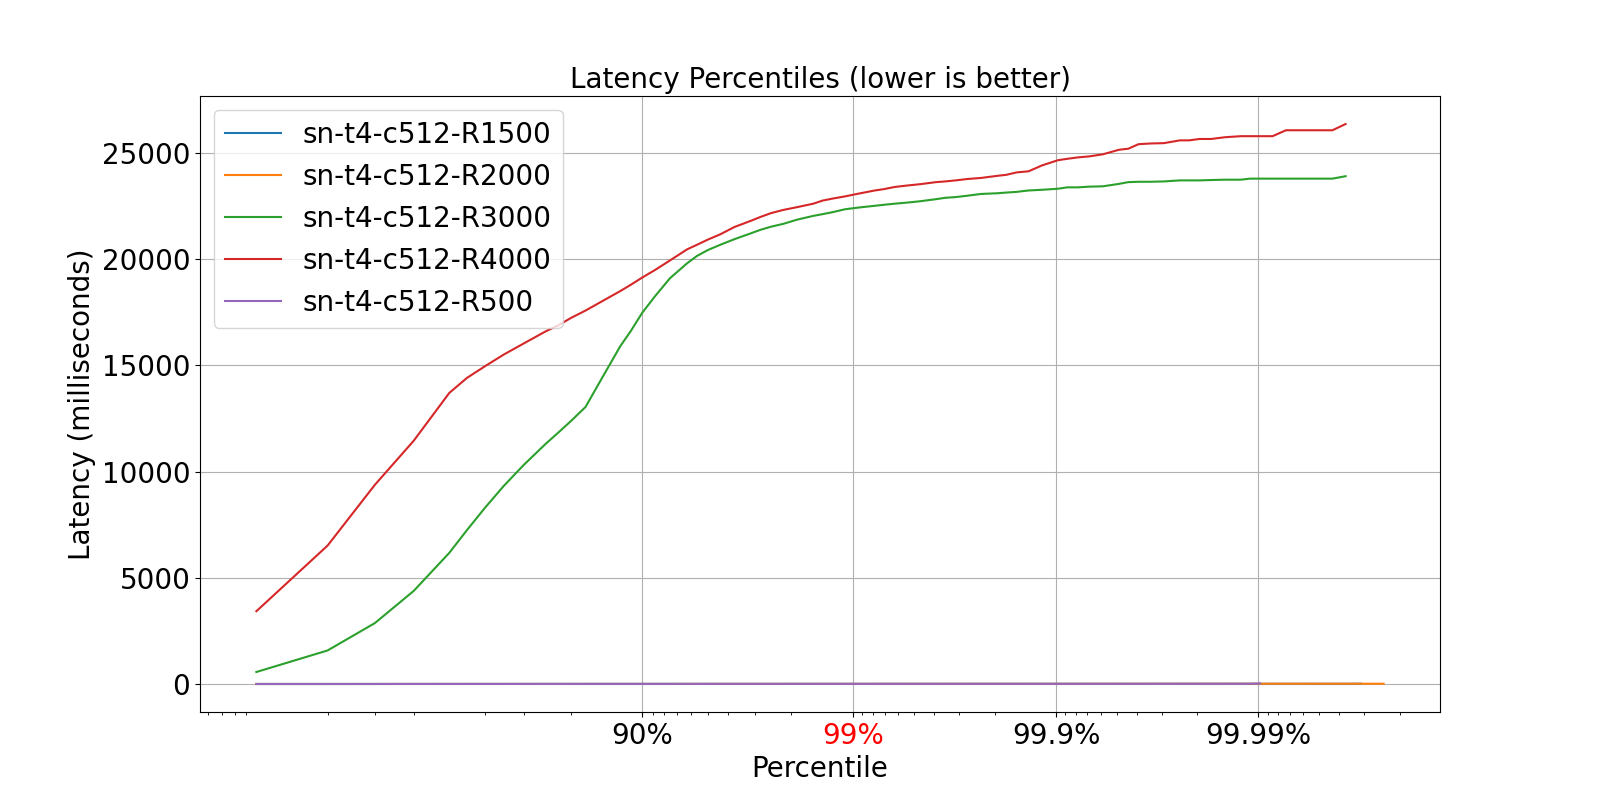 Latency Percentiles (lower is better)
sn-t4-c512-R1500
sn-t4-c512-R2000
sn-t4-c512-R3000
sn-t4-c512-R4000
sn-t4-c512-R500
25000
20000
15000
10000
5000
0
Latency (milliseconds)
90% 99% 99.9% 99.99%
Percentile